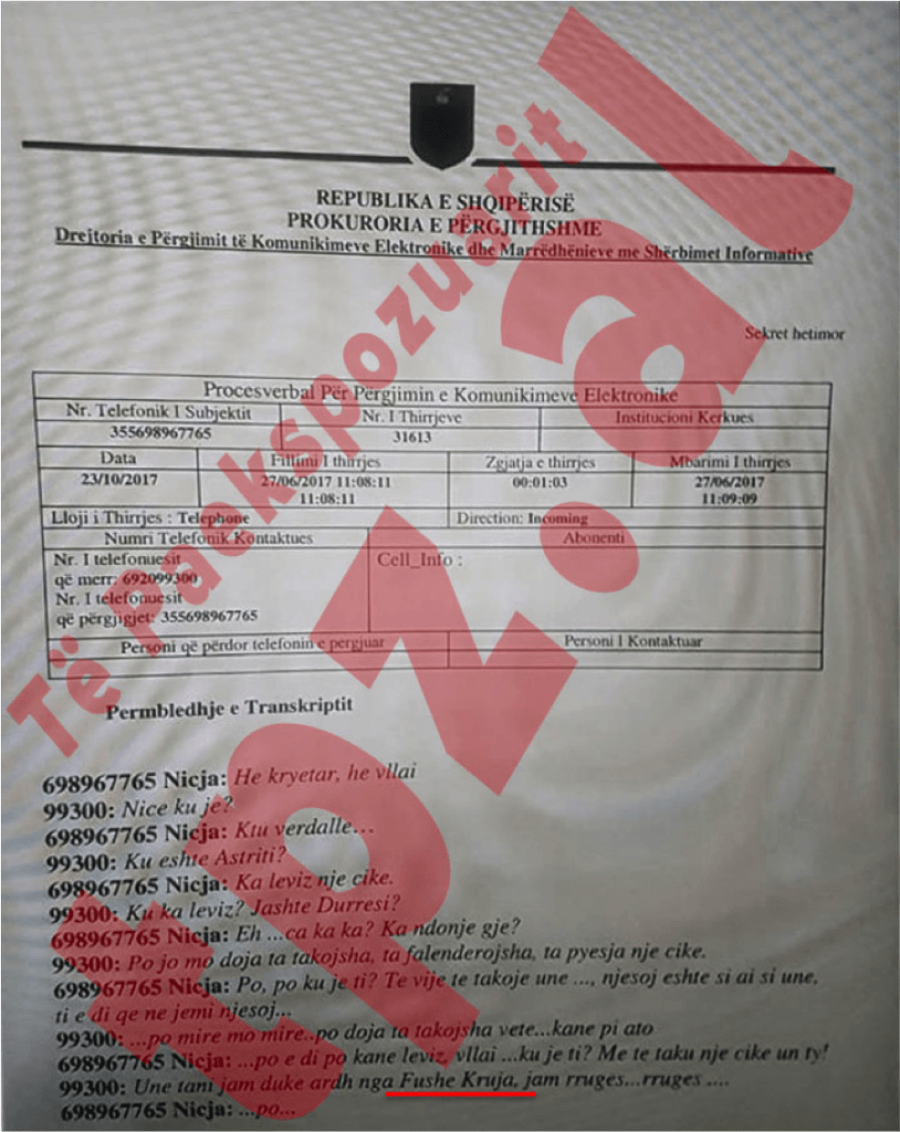 REPUBLIKA E SHQIPËRISË
PROKURORIA E PËRGJITHSHME
Drejtoria e Përgjimit të Komunikimeve Elektronike dhe Marrëdhënieve me Shërbimet Informative
Sekret hetimor
Procesverbal Për Përgjimin e Komunikimeve Elektronike
Nr. Telefonik I Subjektit Nr. I Thrrjeve Institucioni Kerkues
355698967765 31613
Data Fillimi I thrrjes Zgjatja e thirrjes Mbarimi I thirrjes
23/10/2017 27/06/2017 11:08:11 00:01:03 27/06/2017
11:08:11 11:09:09
Lloji i Thirrjes : Telephone Direction: Incoming
Numri Telefonik Kontaktues Abonenti
Nr. I telefonuesit Cell_Info :
që merr: 692099300
Nr. I telefonuesit
që përgjigjet: 355698967765
Personi që përdor telefonin e pergjuar Personi I Kontaktuar
Permbledhje e Transkriptit
698967765 Nicja: He kryetar, he vllai
99300: Nice ku je?
698967765 Nicja: Ktu verdalle...
99300: Ku eshte Astriti?
698967765 Nicja: Ka leviz nje cike.
99300: Ku ka leviz? Jashte Durresi?
698967765 Nicja: Eh ...ca ka ka? Ka ndonje gje?
99300: Po jo mo doja ta takojsha, ta falenderojsha, ta pyesja nje cike.
698967765 Nicja: Po, po ku je ti? Te vije te takoje une ..., njesoj eshte si ai si une,
ti e di qe ne jemi njesoj...
99300: ...po mire mo mire..po doja ta takojsha vete...kane pi ato
698967765 Nicja: ...po e di po kane leviz, vllai ...ku je ti? Me te taku nje cike un ty!
99300: Une tani jam duke ardh nga Fushe Kruja, jam rruges...rruges ....
698967765 Nicja: ...po...
Të Paekspozuarit
tpz.al